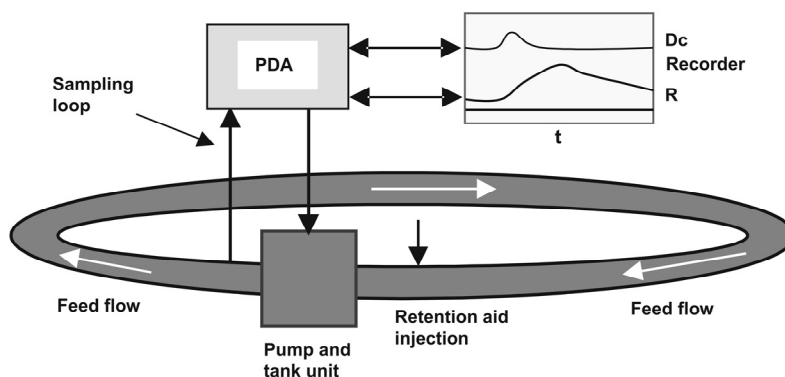 PDA
Dc
Recorder
R
t
Sampling
loop
Feed flow
Pump and
tank unit
Retention aid
injection
Feed flow